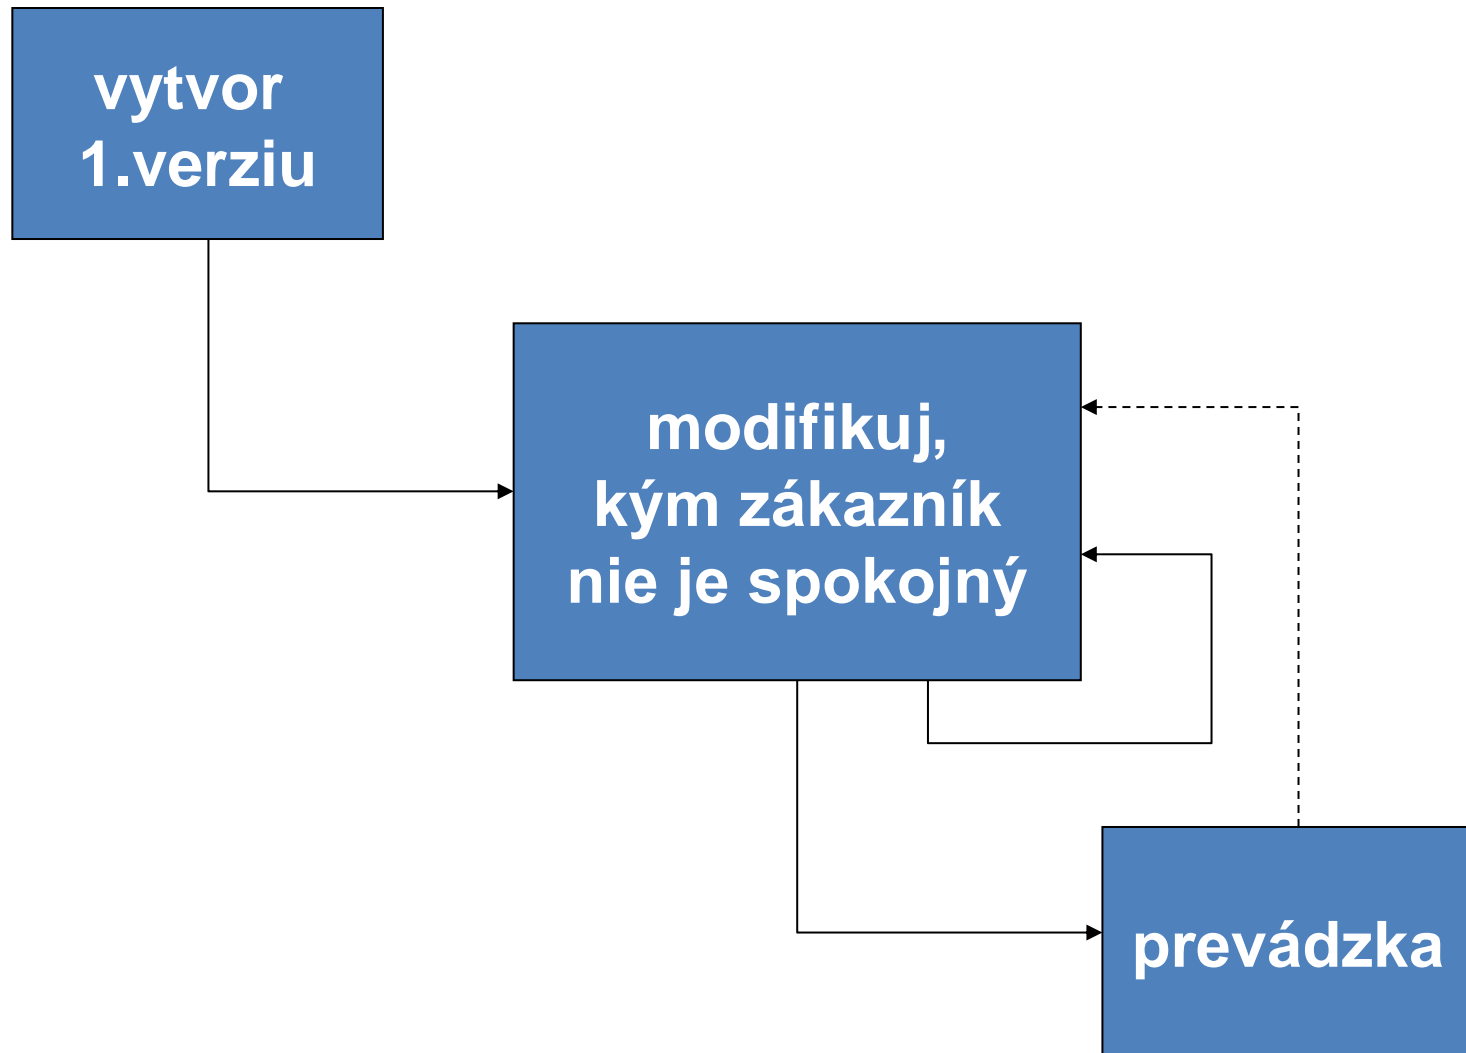 vytvor
1.verziu
modifikuj,
kým zákazník
nie je spokojný
prevádzka